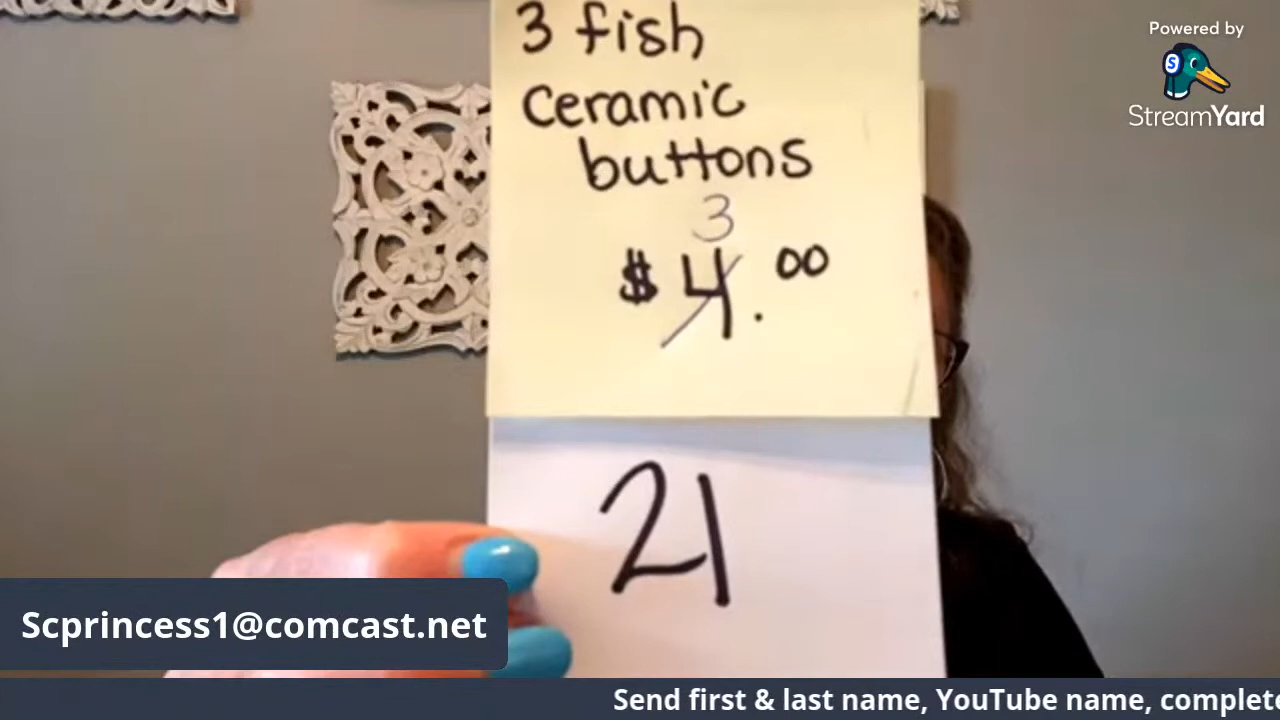 3 fish
ceramic
buttons
3
$4.00
21
Powered by
StreamYard
Scprincess1@comcast.net
Send first & last name, YouTube name, complete